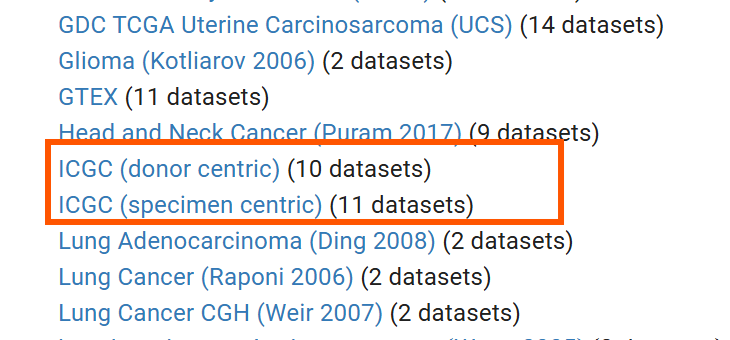 GDC TCGA Uterine Carcinosarcoma (UCS) (14 datasets)
Glioma (Kotliarov 2006) (2 datasets)
GTEX (11 datasets)
Head and Neck Cancer (Puram 2017) (9 datasets)
ICGC (donor centric) (10 datasets)
ICGC (specimen centric) (11 datasets)
Lung Adenocarcinoma (Ding 2008) (2 datasets)
Lung Cancer (Raponi 2006) (2 datasets)
Lung Cancer CGH (Weir 2007) (2 datasets)